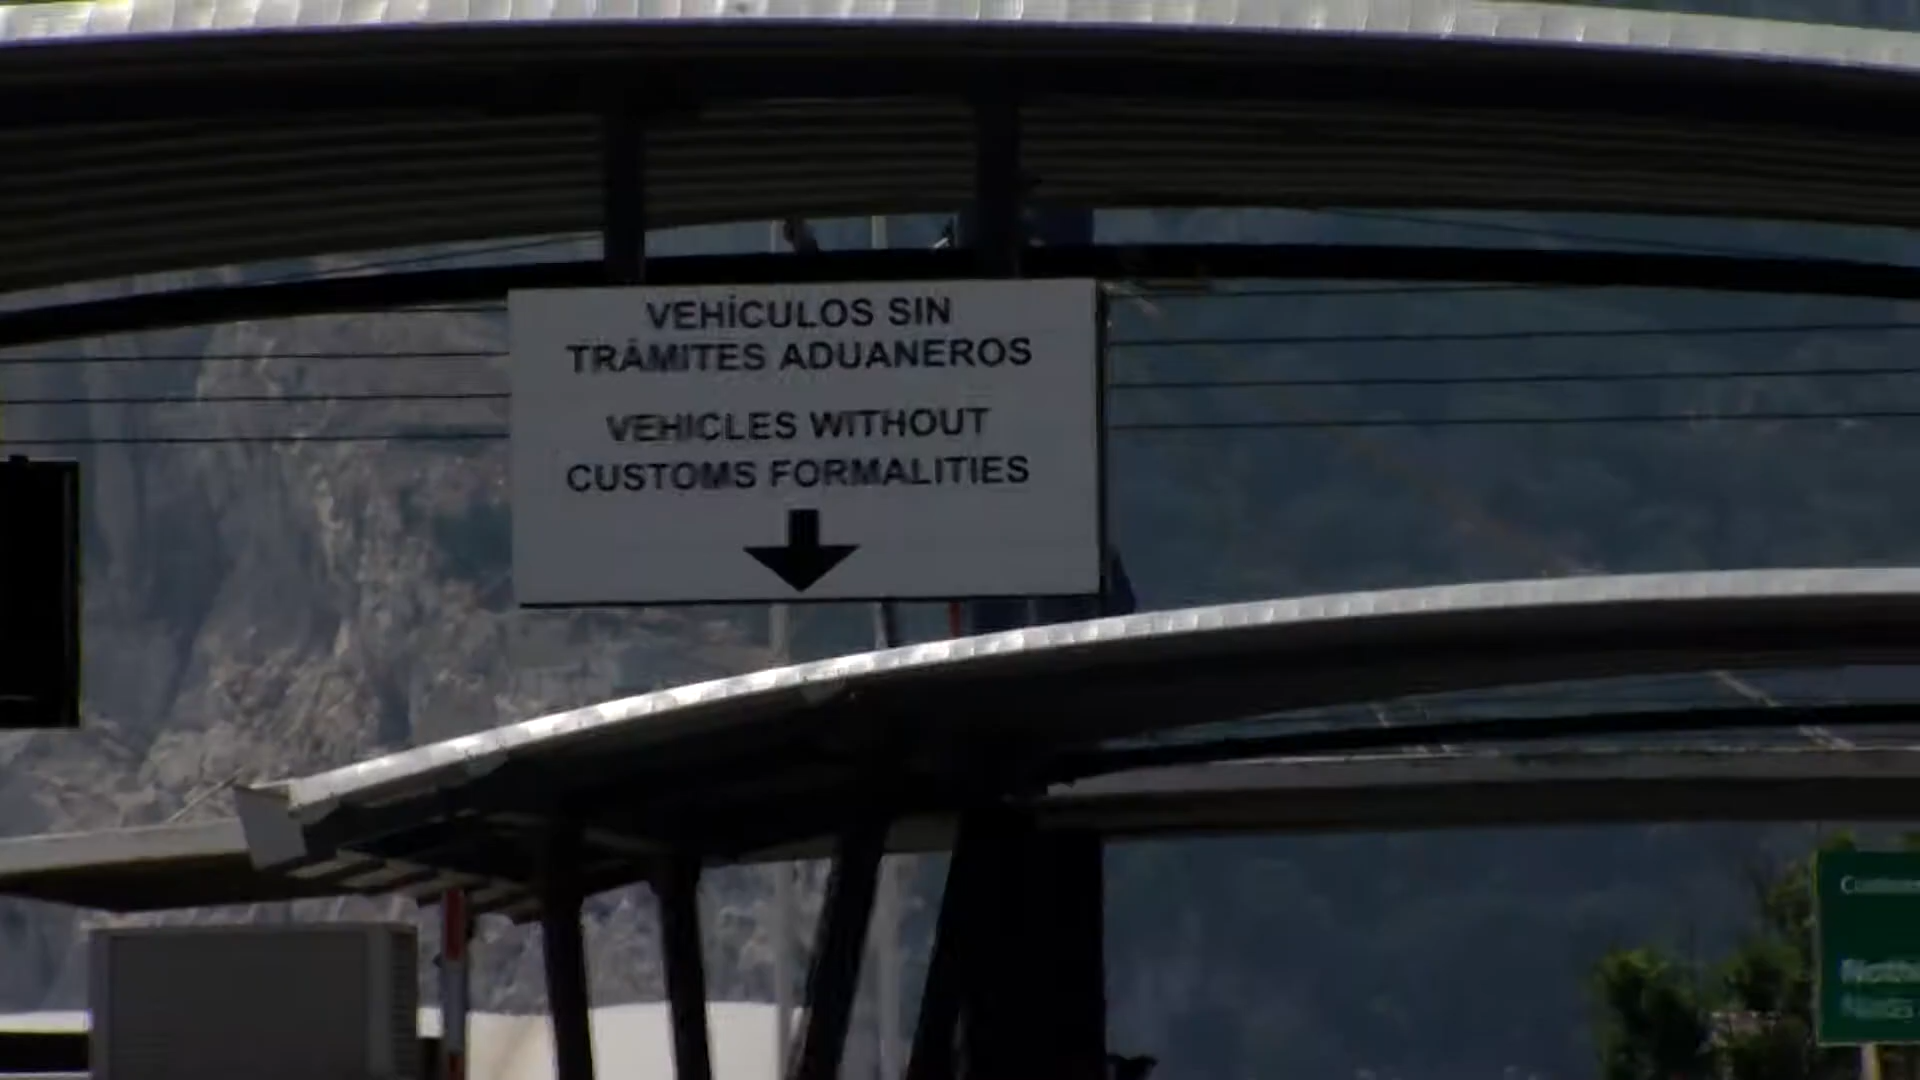 VEHÍCULOS SIN
TRÁMITES ADUANEROS
VEHICLES WITHOUT
CUSTOMS FORMALITIES